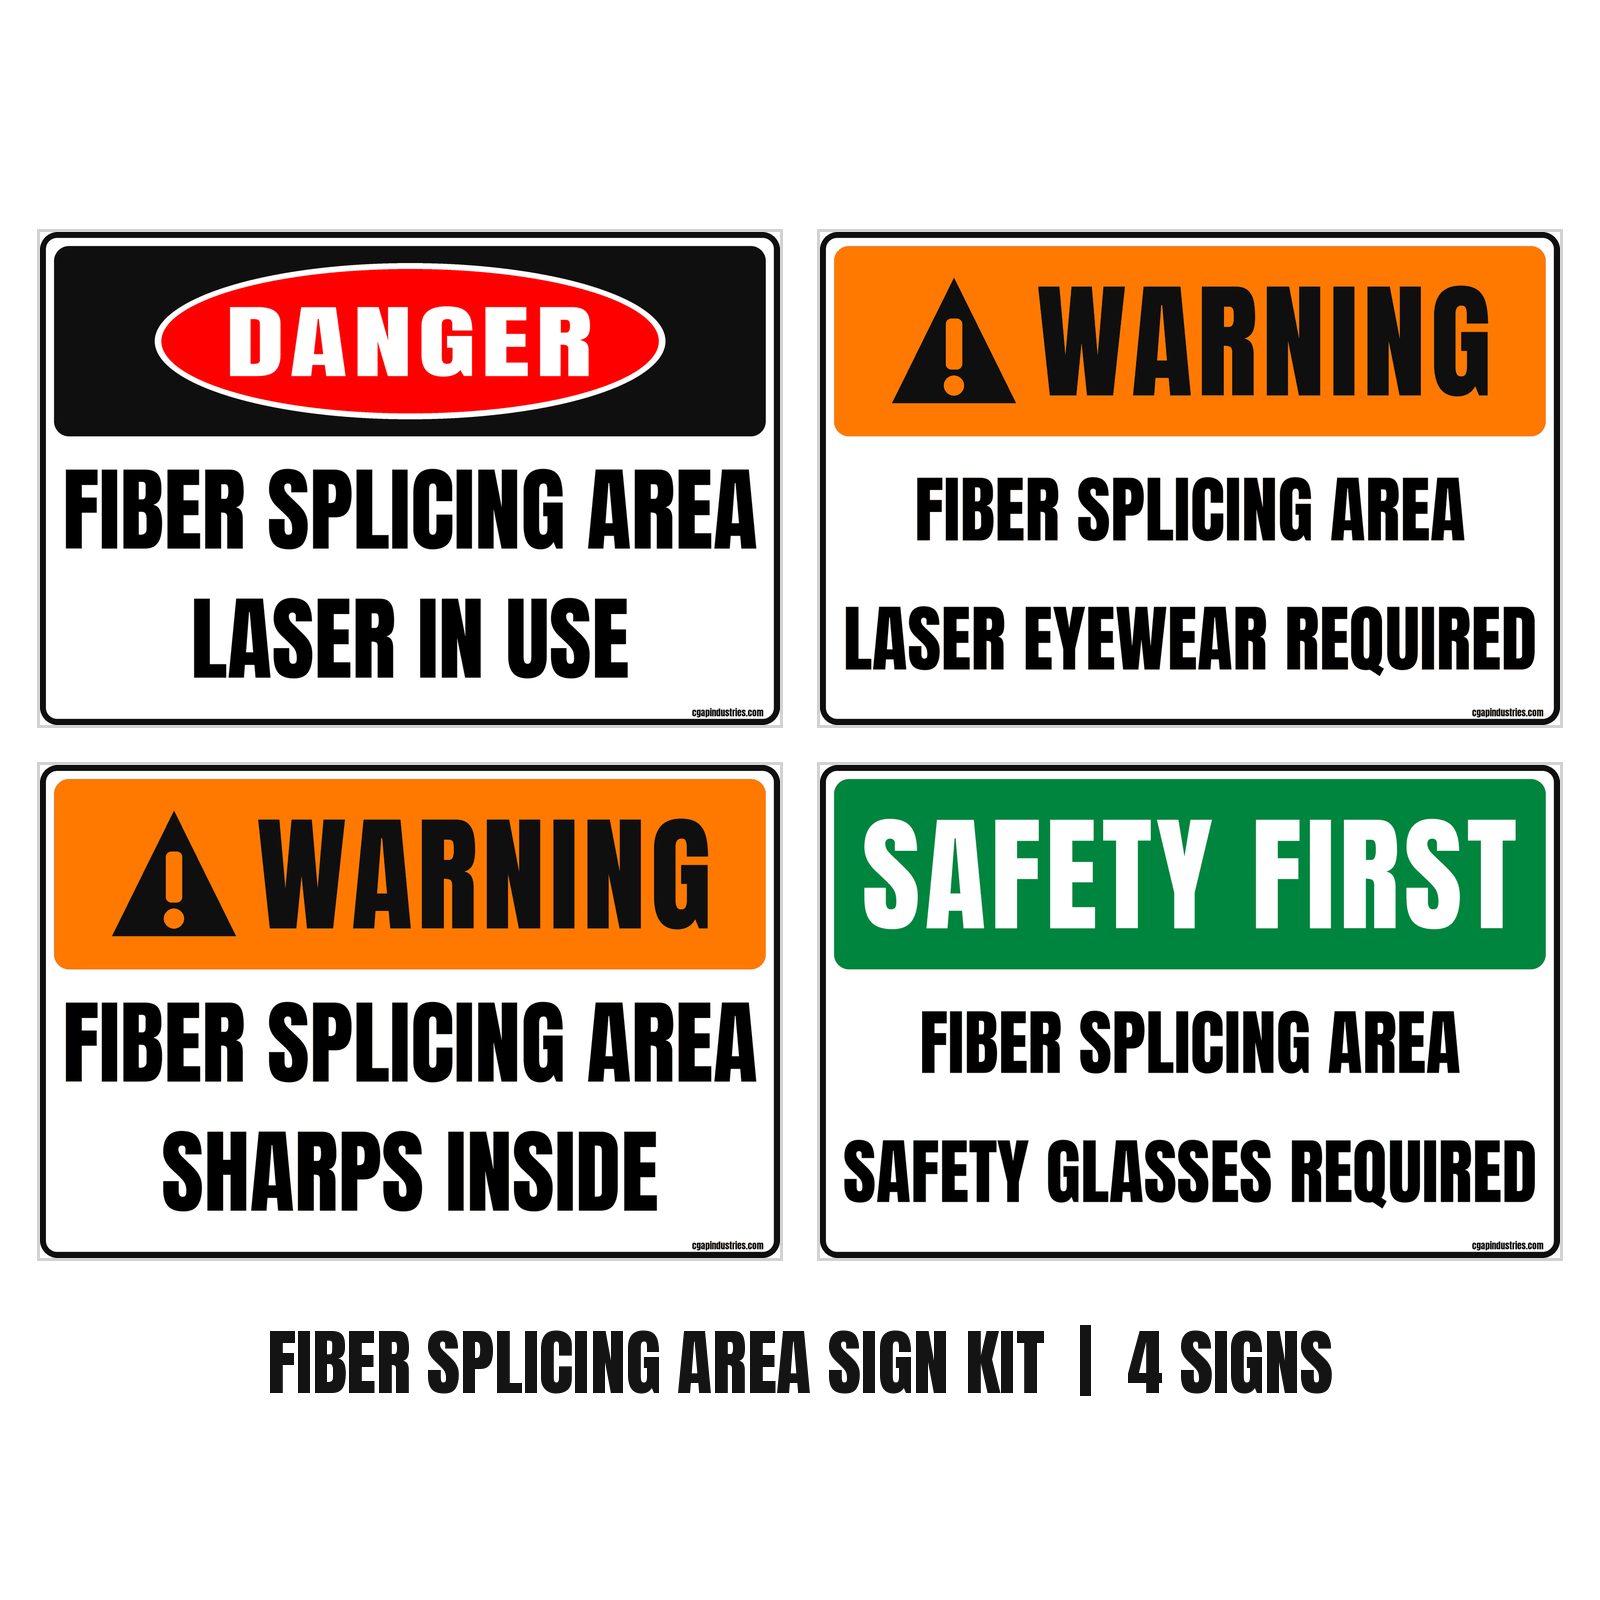 DANGER
FIBER SPLICING AREA
LASER IN USE
cgapindustries.com
WARNING
FIBER SPLICING AREA
LASER EYEWEAR REQUIRED
cgapindustries.com
WARNING
FIBER SPLICING AREA
SHARPS INSIDE
cgapindustries.com
SAFETY FIRST
FIBER SPLICING AREA
SAFETY GLASSES REQUIRED
cgapindustries.com
FIBER SPLICING AREA SIGN KIT | 4 SIGNS